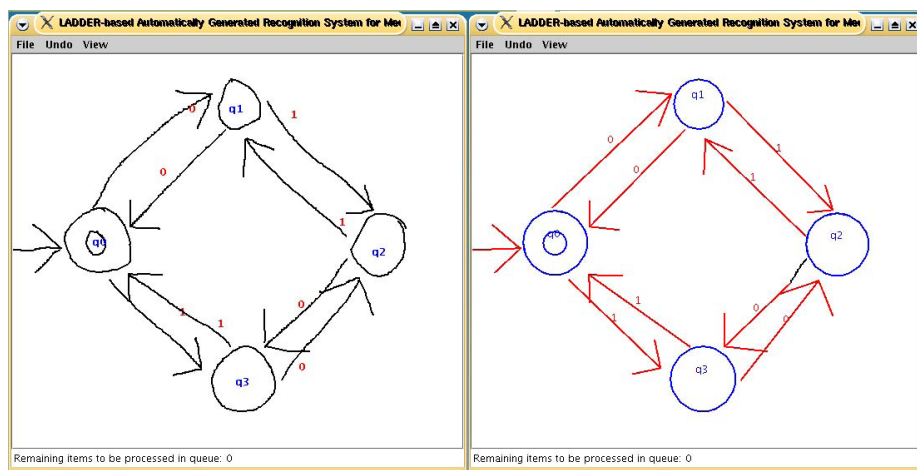 LADDER-based Automatically Generated Recognition System for Mec
File Undo View
q1
0
1
0
1
q0
q2
1
1
0
0
q3
Remaining items to be processed in queue: 0
LADDER-based Automatically Generated Recognition System for Mec
File Undo View
q1
0
1
0
1
q0
q2
1
0
1
0
q3
Remaining items to be processed in queue: 0